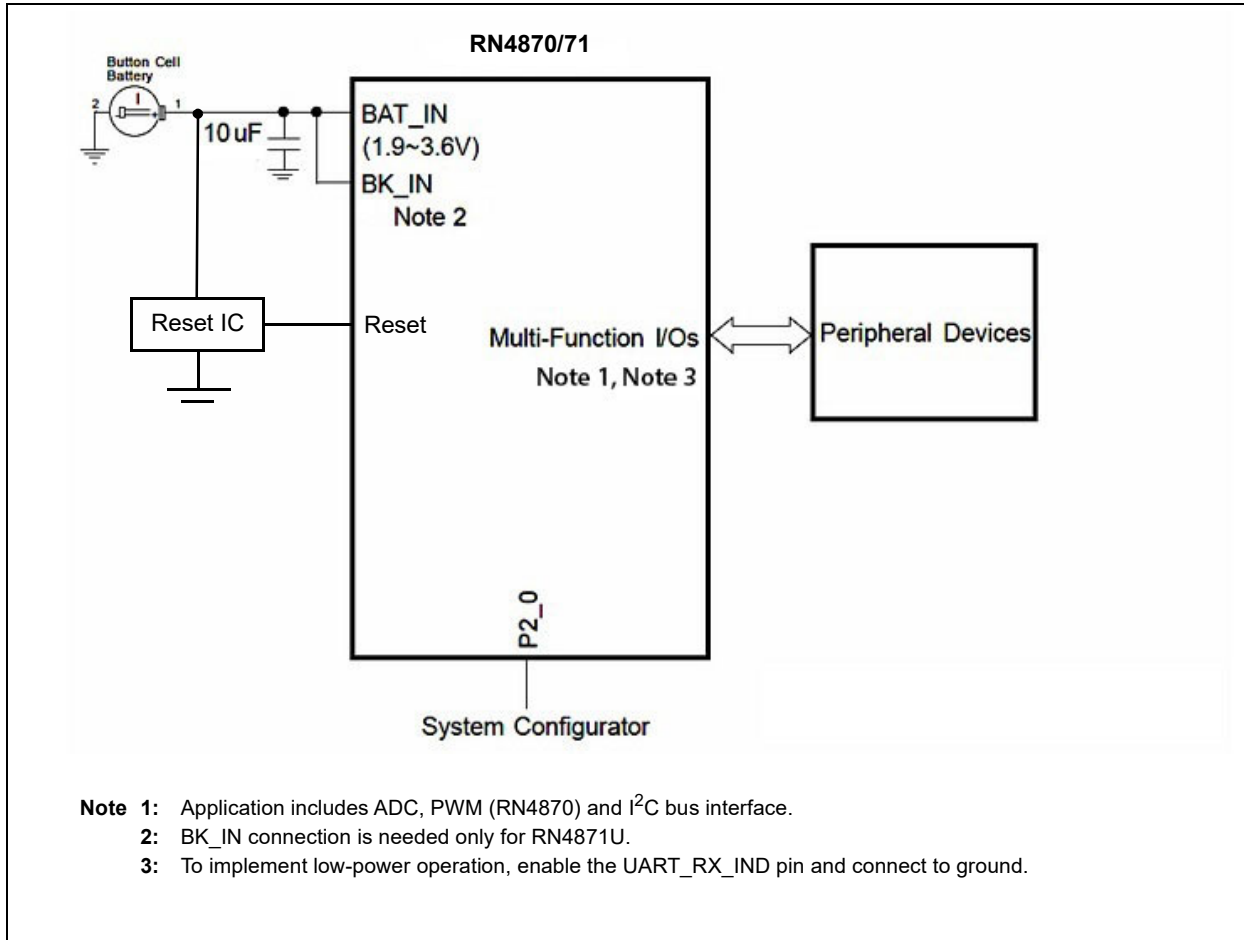 RN4870/71
Button Cell
Battery
2
1
10 uF
BAT_IN
(1.9~3.6V)
BK_IN
Note 2
Reset IC
Reset
Multi-Function I/Os
Note 1, Note 3
Peripheral Devices
P2_0
System Configurator
Note 1: Application includes ADC, PWM (RN4870) and I²C bus interface.
2: BK_IN connection is needed only for RN4871U.
3: To implement low-power operation, enable the UART_RX_IND pin and connect to ground.